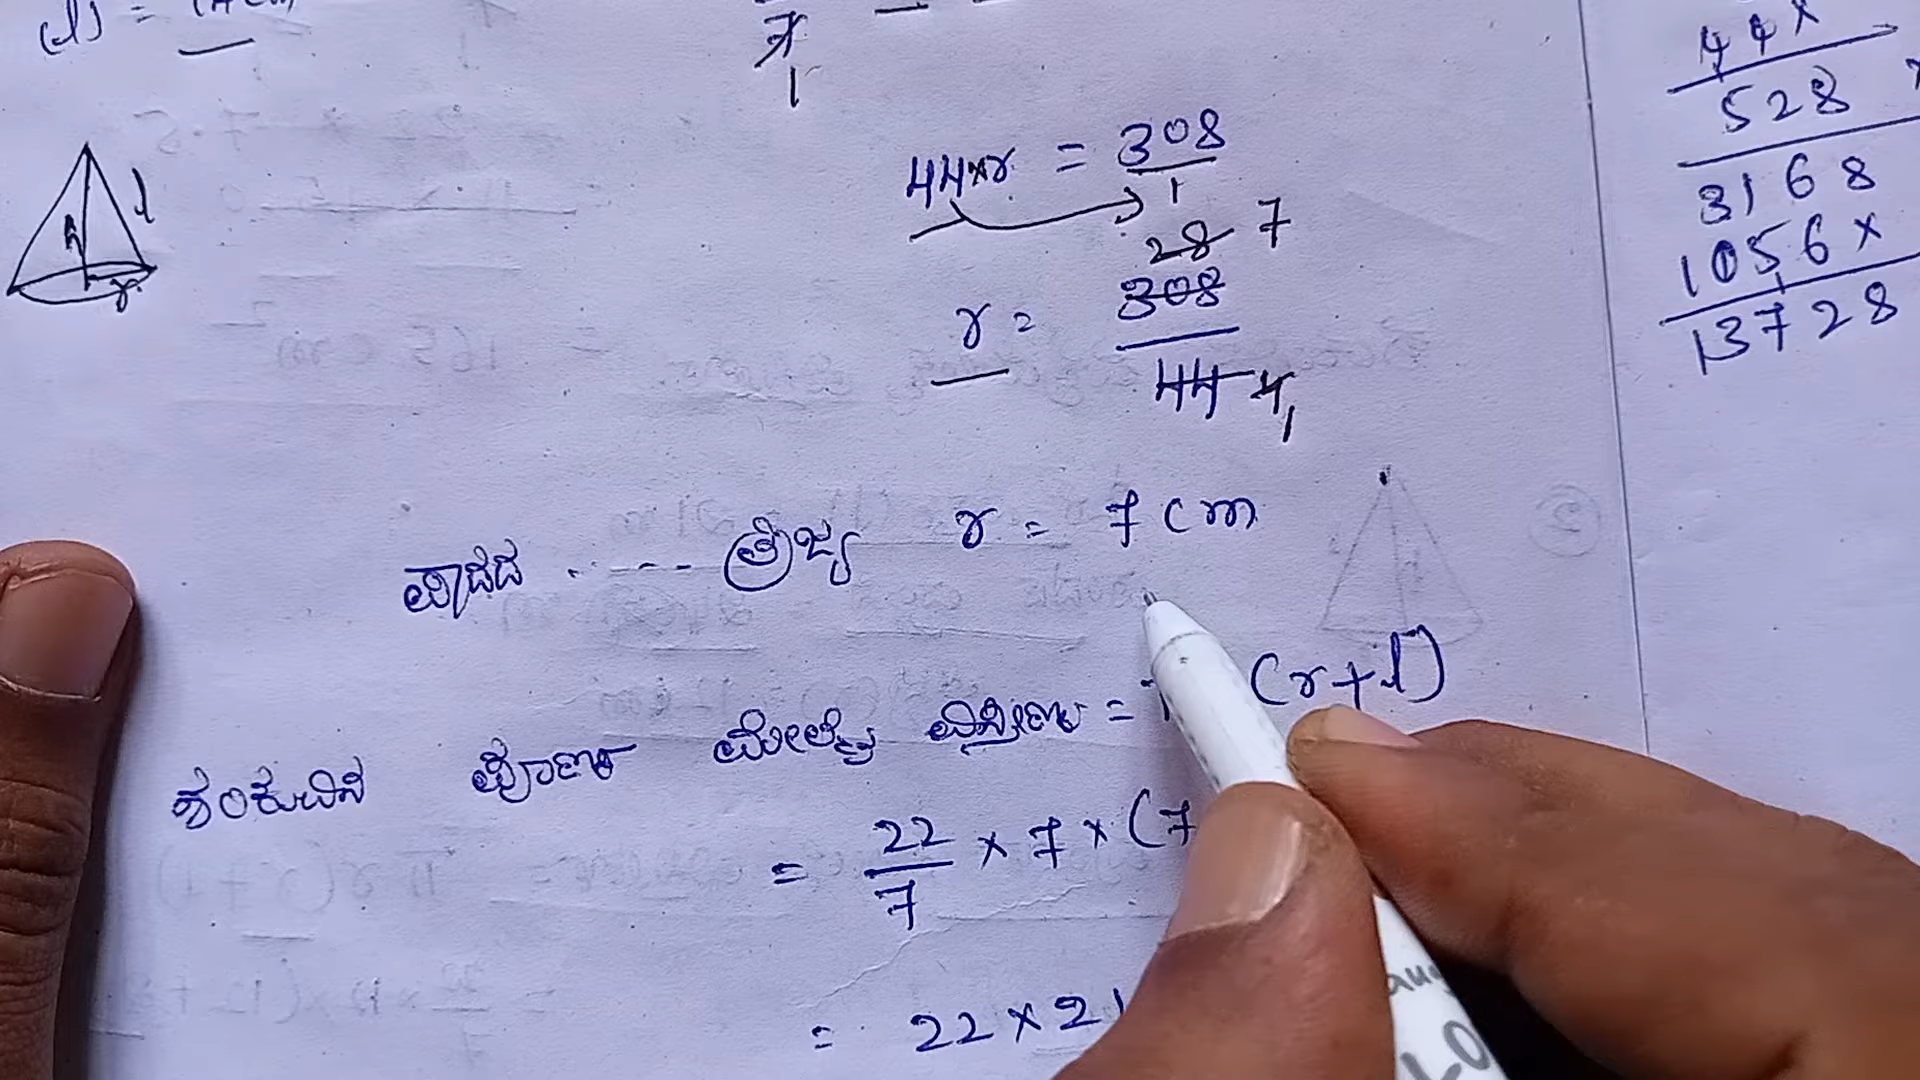 44×r = 308
1
28 7
r = 308
44 4
1
ಪಾದದ ..... ತ್ರಿಜ್ಯ r = 7 cm
ಶಂಕುವಿನ ಪೂರ್ಣ ಮೇಲ್ಮೈ ವಿಸ್ತೀರ್ಣ = (r+l)
= 22/7 × 7 × (7
= 22 × 21
h
l
r
44×
528
3168
1056×
13728